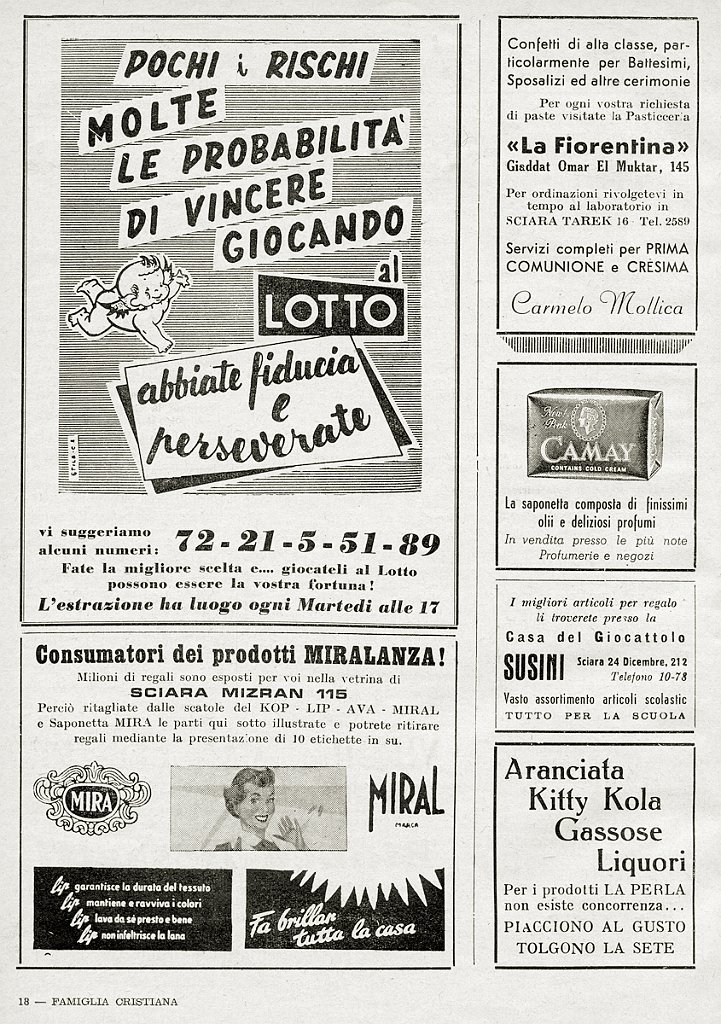 POCHI i RISCHI
MOLTE
LE PROBABILITA'
DI VINCERE
GIOCANDO
al
LOTTO
abbiate fiducia
e
perseverate
vi suggeriamo
alcuni numeri: 72-21-5-51-89
Fate la migliore scelta e.... giocateli al Lotto
possono essere la vostra fortuna!
L'estrazione ha luogo ogni Martedi alle 17
Consumatori dei prodotti MIRALANZA!
Milioni di regali sono esposti per voi nella vetrina di
SCIARA MIZRAN 115
Perciò ritagliate dalle scatole del KOP - LIP - AVA - MIRAL
e Saponetta MIRA le parti qui sotto illustrate e potrete ritirare
regali mediante la presentazione di 10 etichette in su.
MIRA
MIRAL
MARCA
lip garantisce la durata del tessuto
lip mantiene e ravviva i colori
lip lava da sé presto e bene
lip non infeltrisce la lana
Fa brillar
tutta la casa
Confetti di alta classe, par-
ticolarmente per Battesimi,
Sposalizi ed altre cerimonie
Per ogni vostra richiesta
di paste visitate la Pasticceria
«La Fiorentina»
Giaddat Omar El Muktar, 145
Per ordinazioni rivolgetevi in
tempo al laboratorio in
SCIARA TAREK 16 - Tel. 2589
Servizi completi per PRIMA
COMUNIONE e CRESIMA
Carmelo Mollica
New
Pink
CAMAY
CONTAINS COLD CREAM
La saponetta composta di finissimi
olii e deliziosi profumi
In vendita presso le più note
Profumerie e negozi
I migliori articoli per regalo
li troverete presso la
Casa del Giocattolo
SUSINI Sciara 24 Dicembre, 212
Telefono 10-78
Vasto assortimento articoli scolastic
TUTTO PER LA SCUOLA
Aranciata
Kitty Kola
Gassose
Liquori
Per i prodotti LA PERLA
non esiste concorrenza...
PIACCIONO AL GUSTO
TOLGONO LA SETE
18 — FAMIGLIA CRISTIANA